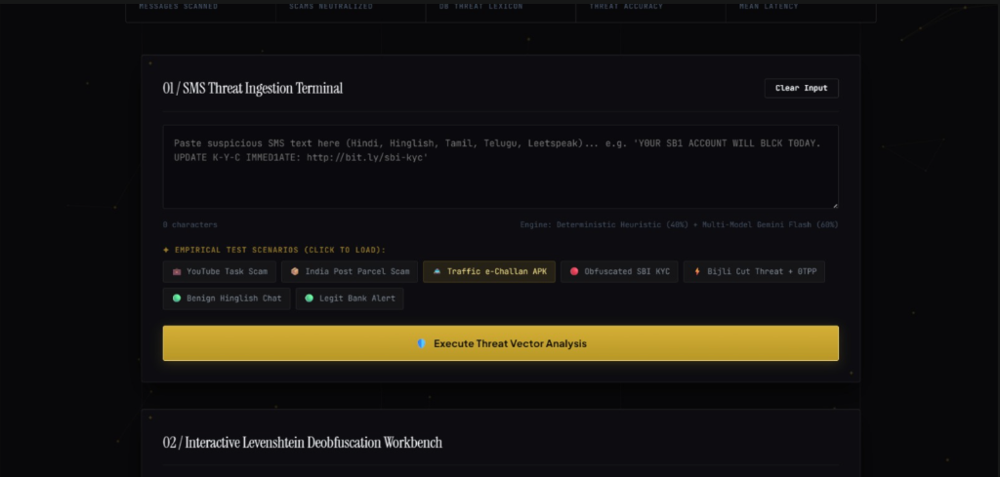 MESSAGES SCANNED
SCAMS NEUTRALIZED
DB THREAT LEXICON
THREAT ACCURACY
MEAN LATENCY
01 / SMS Threat Ingestion Terminal
Clear Input
Paste suspicious SMS text here (Hindi, Hinglish, Tamil, Telugu, Leetspeak)... e.g. 'Y0UR SB1 ACC0UNT WILL BLCK T0DAY.
UPDATE K-Y-C IMMED1ATE: http://bit.ly/sbi-kyc'
0 characters
Engine: Deterministic Heuristic (40%) + Multi-Model Gemini Flash (60%)
✦ EMPIRICAL TEST SCENARIOS (CLICK TO LOAD):
YouTube Task Scam
India Post Parcel Scam
Traffic e-Challan APK
Obfuscated SBI KYC
Bijli Cut Threat + OTPP
Benign Hinglish Chat
Legit Bank Alert
Execute Threat Vector Analysis
02 / Interactive Levenshtein Deobfuscation Workbench